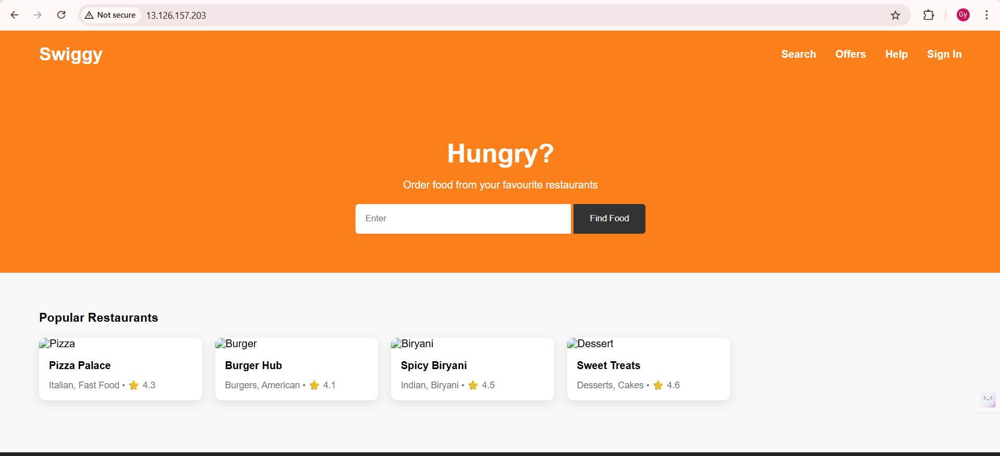 Not secure 13.126.157.203 Gy
Swiggy Search Offers Help Sign In
Hungry?
Order food from your favourite restaurants
Enter Find Food
Popular Restaurants
Pizza Burger Biryani Dessert
Pizza Palace Burger Hub Spicy Biryani Sweet Treats
Italian, Fast Food • ⭐ 4.3 Burgers, American • ⭐ 4.1 Indian, Biryani • ⭐ 4.5 Desserts, Cakes • ⭐ 4.6